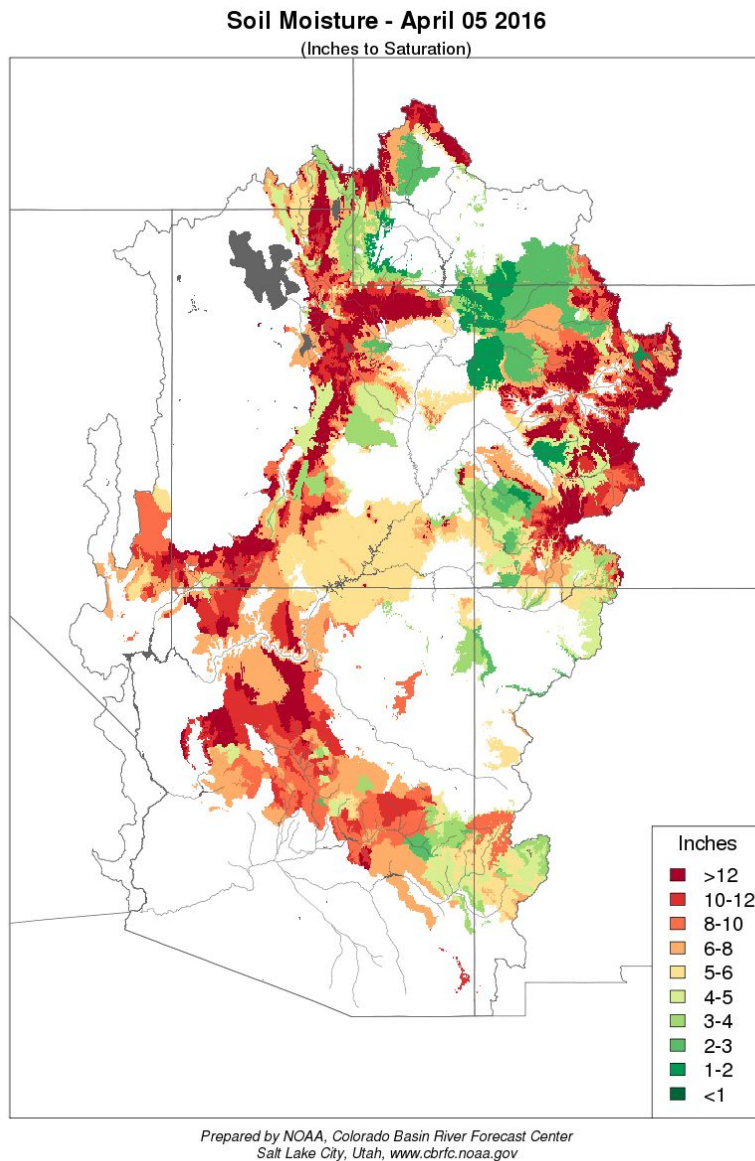 Soil Moisture - April 05 2016
(Inches to Saturation)
Inches
>12
10-12
8-10
6-8
5-6
4-5
3-4
2-3
1-2
<1
Prepared by NOAA, Colorado Basin River Forecast Center
Salt Lake City, Utah, www.cbrfc.noaa.gov